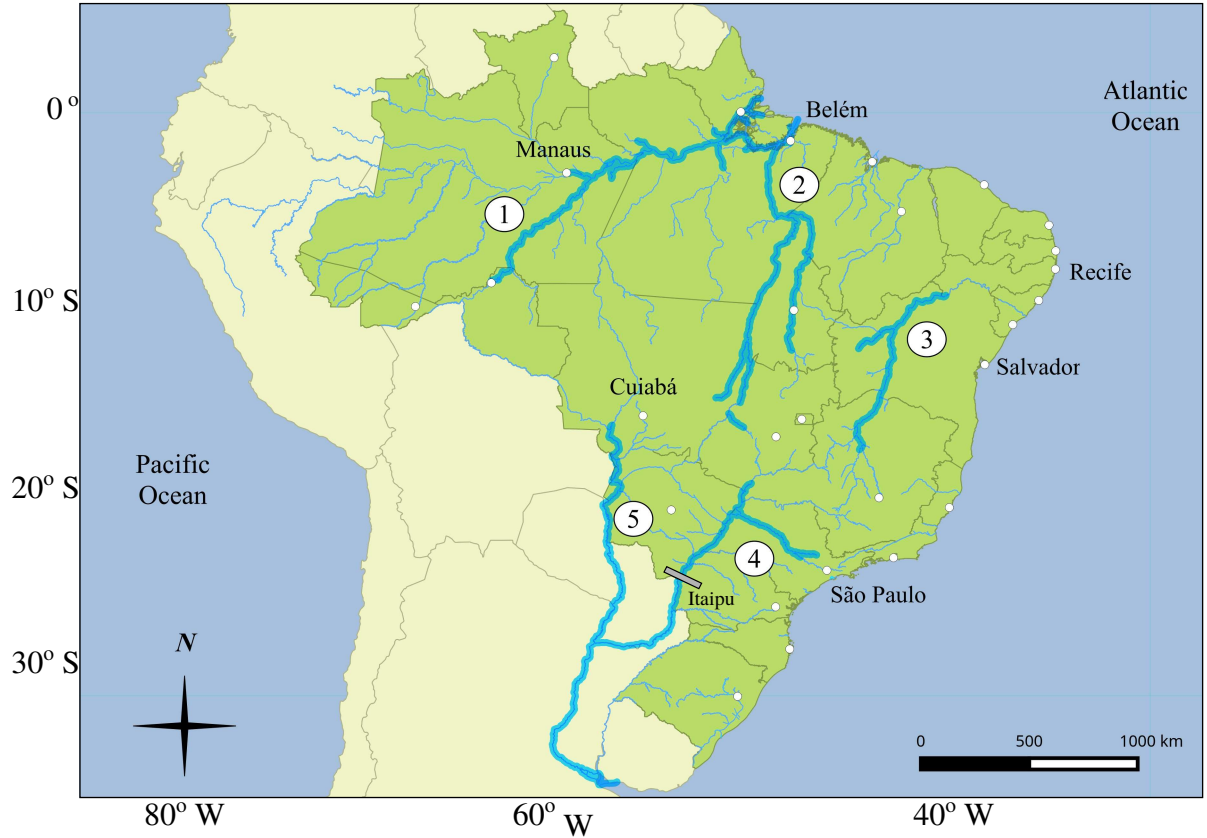 0 º
10º S
20º S
30º S
80º W
60º W
40º W
Atlantic
Ocean
Belém
Manaus
1
2
Recife
3
Salvador
Cuiabá
Pacific
Ocean
5
4
Itaipu
São Paulo
N
0 500 1000 km